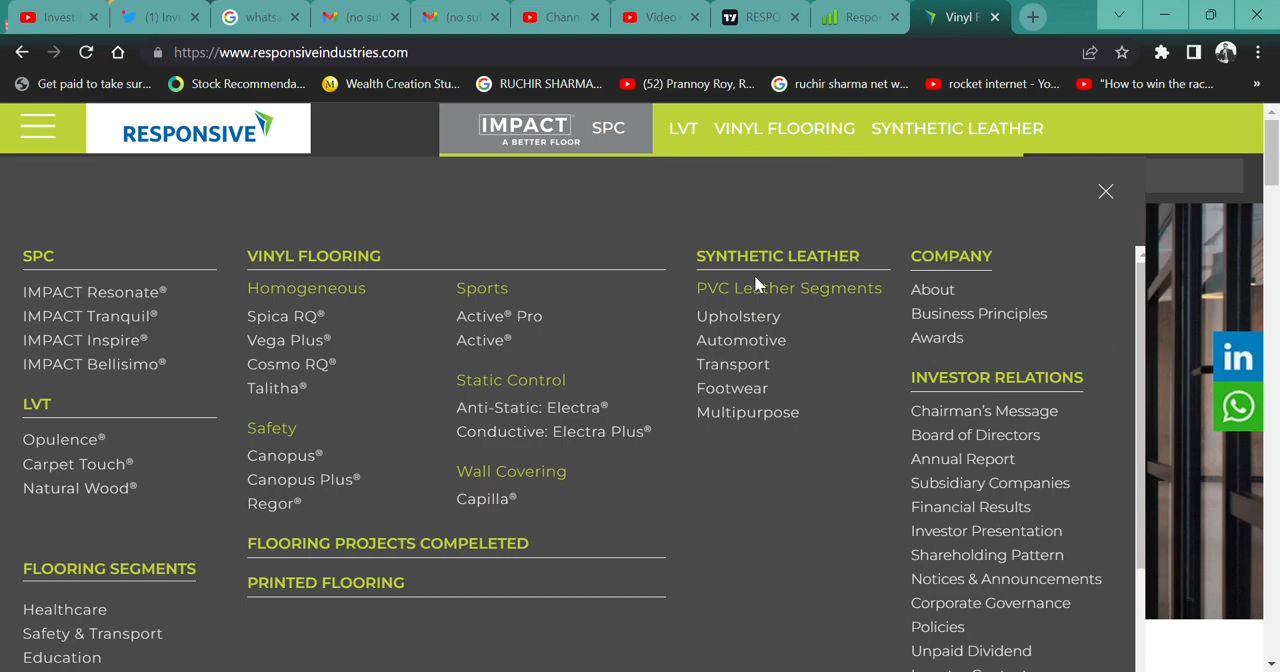 Invest
(1) Inv
whatsa
(no sul
(no sul
Chann
Video
RESPO
Respo
Vinyl F
https://www.responsiveindustries.com
Get paid to take sur...
Stock Recommenda...
Wealth Creation Stu...
RUCHIR SHARMA...
(52) Prannoy Roy, R...
ruchir sharma net w...
rocket internet - Yo...
"How to win the rac...
»
RESPONSIVE
IMPACT
A BETTER FLOOR
SPC
LVT
VINYL FLOORING
SYNTHETIC LEATHER
SPC
IMPACT Resonate®
IMPACT Tranquil®
IMPACT Inspire®
IMPACT Bellisimo®
LVT
Opulence®
Carpet Touch®
Natural Wood®
FLOORING SEGMENTS
Healthcare
Safety & Transport
Education
VINYL FLOORING
Homogeneous
Spica RQ®
Vega Plus®
Cosmo RQ®
Talitha®
Safety
Canopus®
Canopus Plus®
Regor®
Sports
Active® Pro
Active®
Static Control
Anti-Static: Electra®
Conductive: Electra Plus®
Wall Covering
Capilla®
FLOORING PROJECTS COMPELETED
PRINTED FLOORING
SYNTHETIC LEATHER
PVC Leather Segments
Upholstery
Automotive
Transport
Footwear
Multipurpose
COMPANY
About
Business Principles
Awards
INVESTOR RELATIONS
Chairman's Message
Board of Directors
Annual Report
Subsidiary Companies
Financial Results
Investor Presentation
Shareholding Pattern
Notices & Announcements
Corporate Governance
Policies
Unpaid Dividend
in